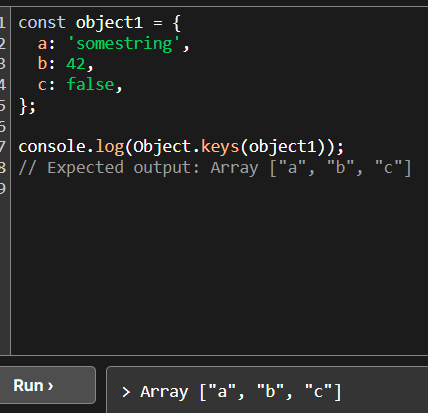 1 const object1 = {
2   a: 'somestring',
3   b: 42,
4   c: false,
5 };
6
7 console.log(Object.keys(object1));
8 // Expected output: Array ["a", "b", "c"]
9
Run ›
> Array ["a", "b", "c"]